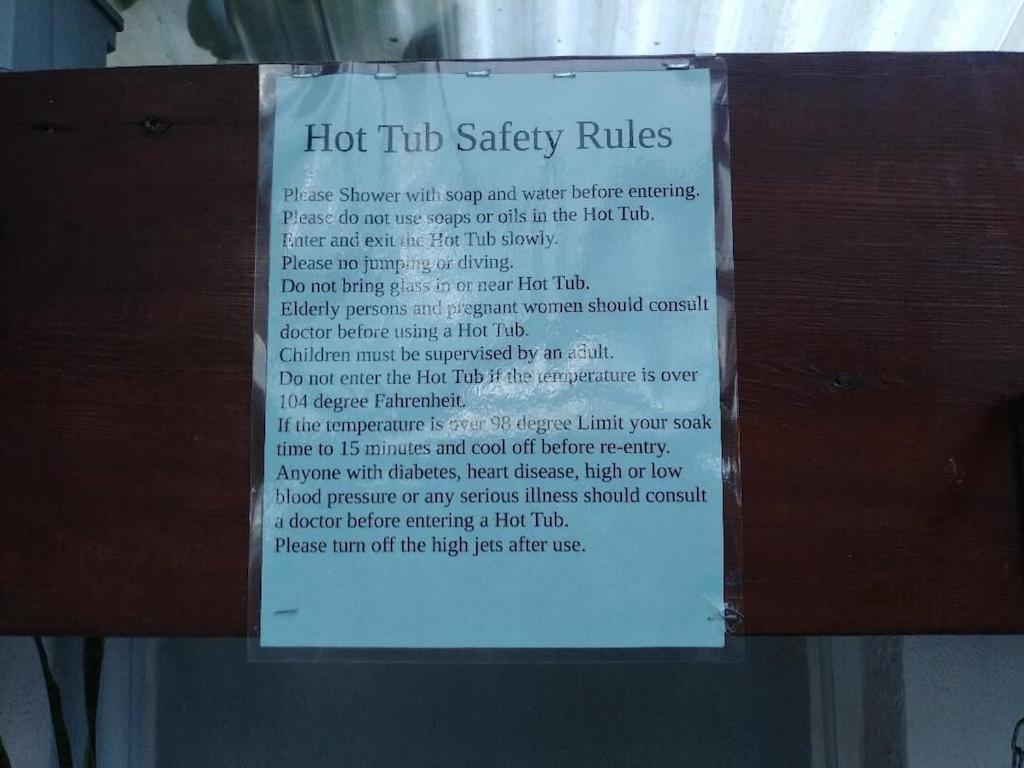 Hot Tub Safety Rules
Please Shower with soap and water before entering.
Please do not use soaps or oils in the Hot Tub.
Enter and exit the Hot Tub slowly.
Please no jumping or diving.
Do not bring glass in or near Hot Tub.
Elderly persons and pregnant women should consult
doctor before using a Hot Tub.
Children must be supervised by an adult.
Do not enter the Hot Tub if the temperature is over
104 degree Fahrenheit.
If the temperature is over 98 degree Limit your soak
time to 15 minutes and cool off before re-entry.
Anyone with diabetes, heart disease, high or low
blood pressure or any serious illness should consult
a doctor before entering a Hot Tub.
Please turn off the high jets after use.